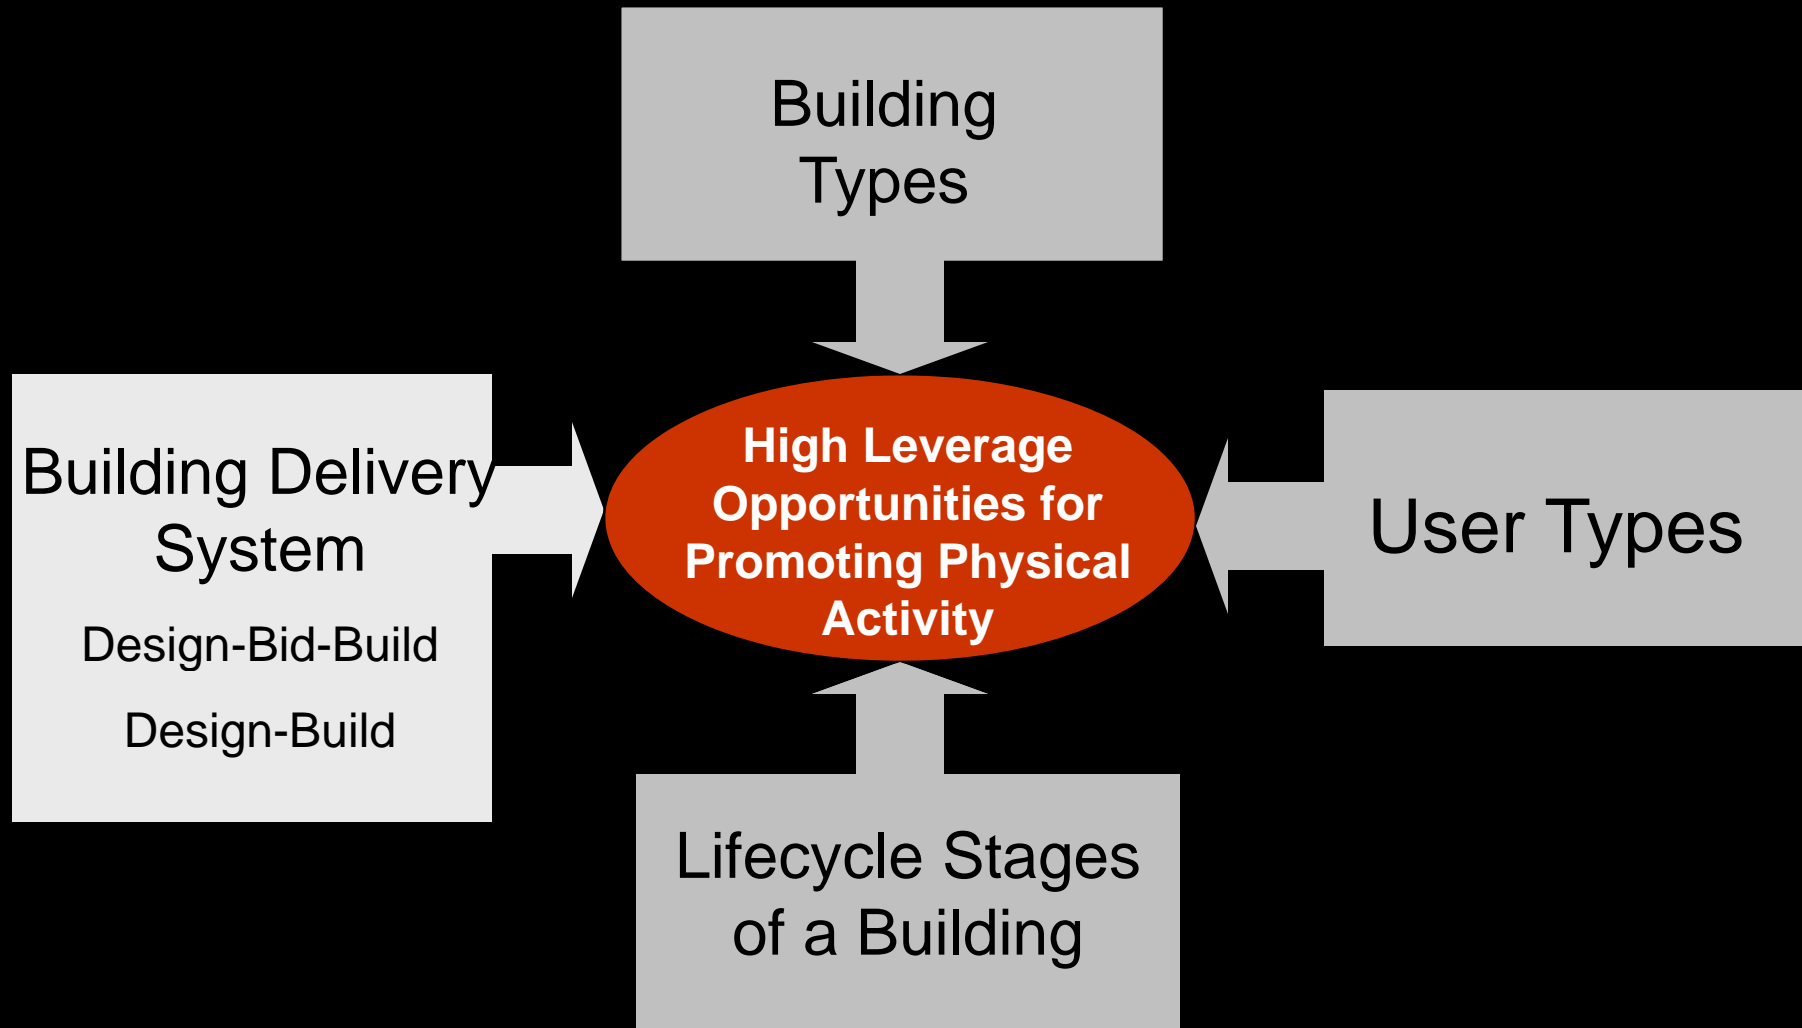 Building
Types
Building Delivery
System
Design-Bid-Build
Design-Build
High Leverage
Opportunities for
Promoting Physical
Activity
User Types
Lifecycle Stages
of a Building